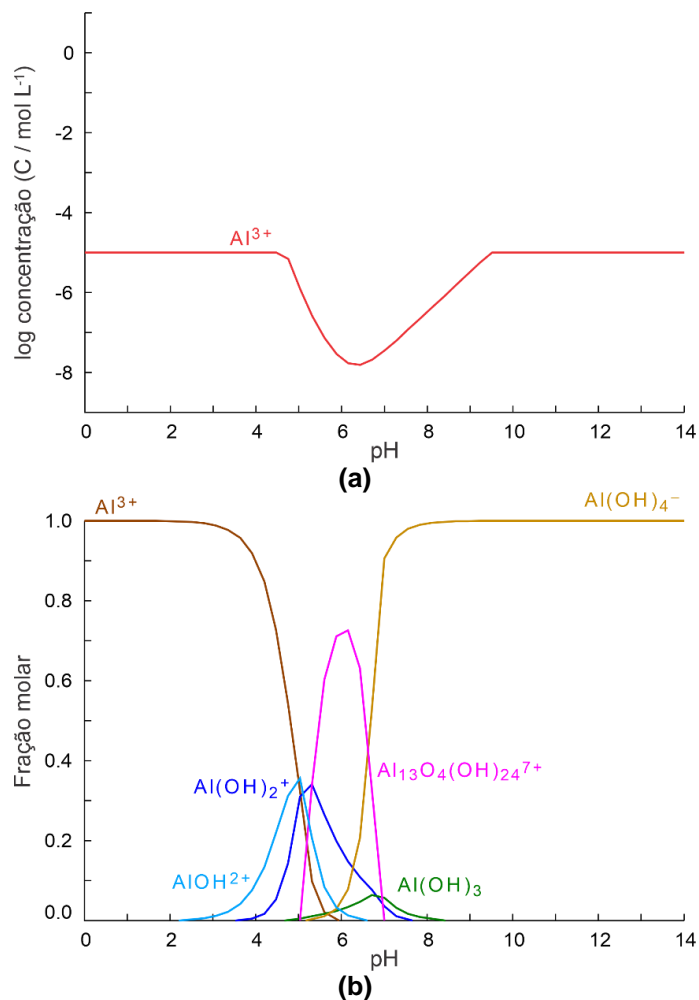 0
-2
-4
-6
-8
log concentração (C / mol L⁻¹)
Al³⁺
0 2 4 6 8 10 12 14
pH
(a)
Al³⁺
Al(OH)₄⁻
1.0
0.8
0.6
0.4
0.2
0.0
Fração molar
Al₁₃O₄(OH)₂₄⁷⁺
Al(OH)₂⁺
AlOH²⁺
Al(OH)₃
0 2 4 6 8 10 12 14
pH
(b)